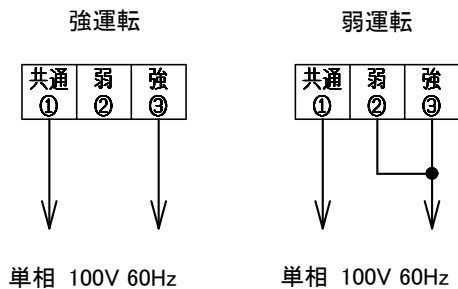 強運転
共通 弱 強
① ② ③
単相 100V 60Hz
弱運転
共通 弱 強
① ② ③
単相 100V 60Hz